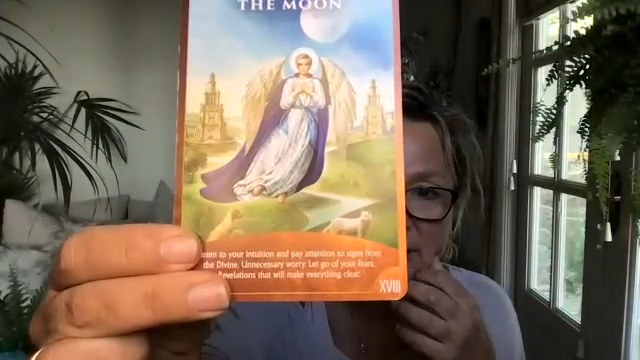 THE MOON
isten to your intuition and pay attention to signs from
the Divine. Unnecessary worry. Let go of your fears.
Revelations that will make everything clear.
XVIII